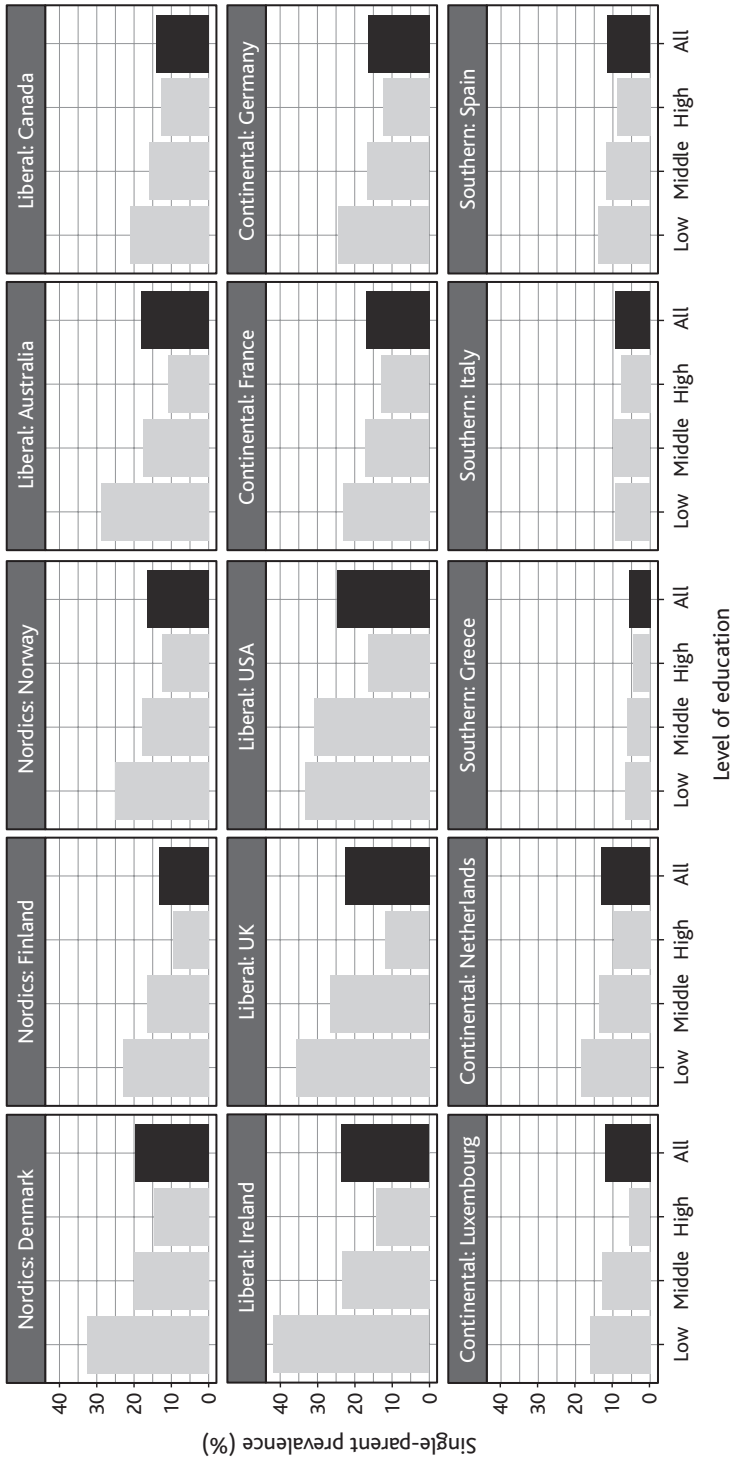 Single-parent prevalence (%)
Nordics: Denmark
Nordics: Finland
Nordics: Norway
Liberal: Australia
Liberal: Canada
40
30
20
10
0
Liberal: Ireland
Liberal: UK
Liberal: USA
Continental: France
Continental: Germany
40
30
20
10
0
Continental: Luxembourg
Continental: Netherlands
Southern: Greece
Southern: Italy
Southern: Spain
40
30
20
10
0
Low Middle High All
Low Middle High All
Low Middle High All
Low Middle High All
Low Middle High All
Level of education